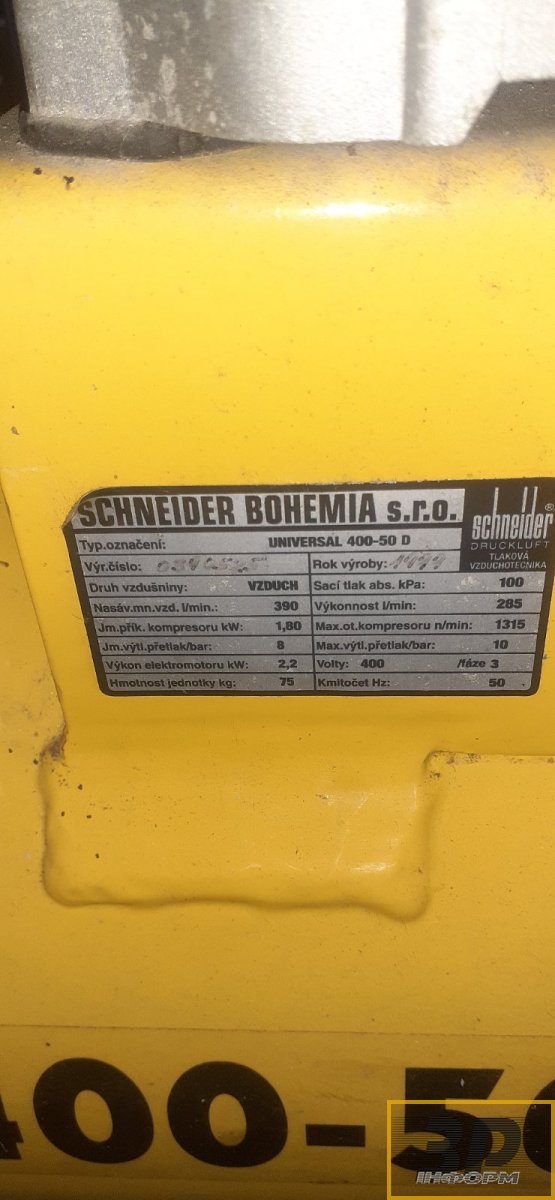 SCHNEIDER BOHEMIA s.r.o.
schneider®
DRUCKLUFT
TLAKOVÁ
VZDUCHOTECHNIKA
Typ.označení: UNIVERSAL 400-50 D
Výr.číslo: Rok výroby: 1999
Druh vzdušniny: VZDUCH Sací tlak abs. kPa: 100
Nasáv.mn.vzd. l/min.: 390 Výkonnost l/min: 285
Jm.přík. kompresoru kW: 1,80 Max.ot.kompresoru n/min: 1315
Jm.výtl.přetlak/bar: 8 Max.výtl.přetlak/bar: 10
Výkon elektromotoru kW: 2,2 Volty: 400 /fáze 3
Hmotnost jednotky kg: 75 Kmitočet Hz: 50
400-50
3D
ІНФОРМ